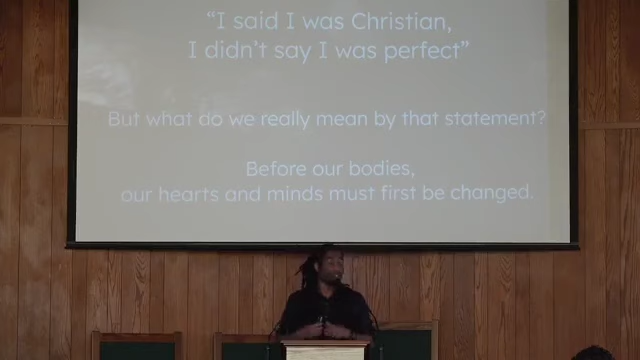 “I said I was Christian,
I didn’t say I was perfect”
But what do we really mean by that statement?
Before our bodies,
our hearts and minds must first be changed.